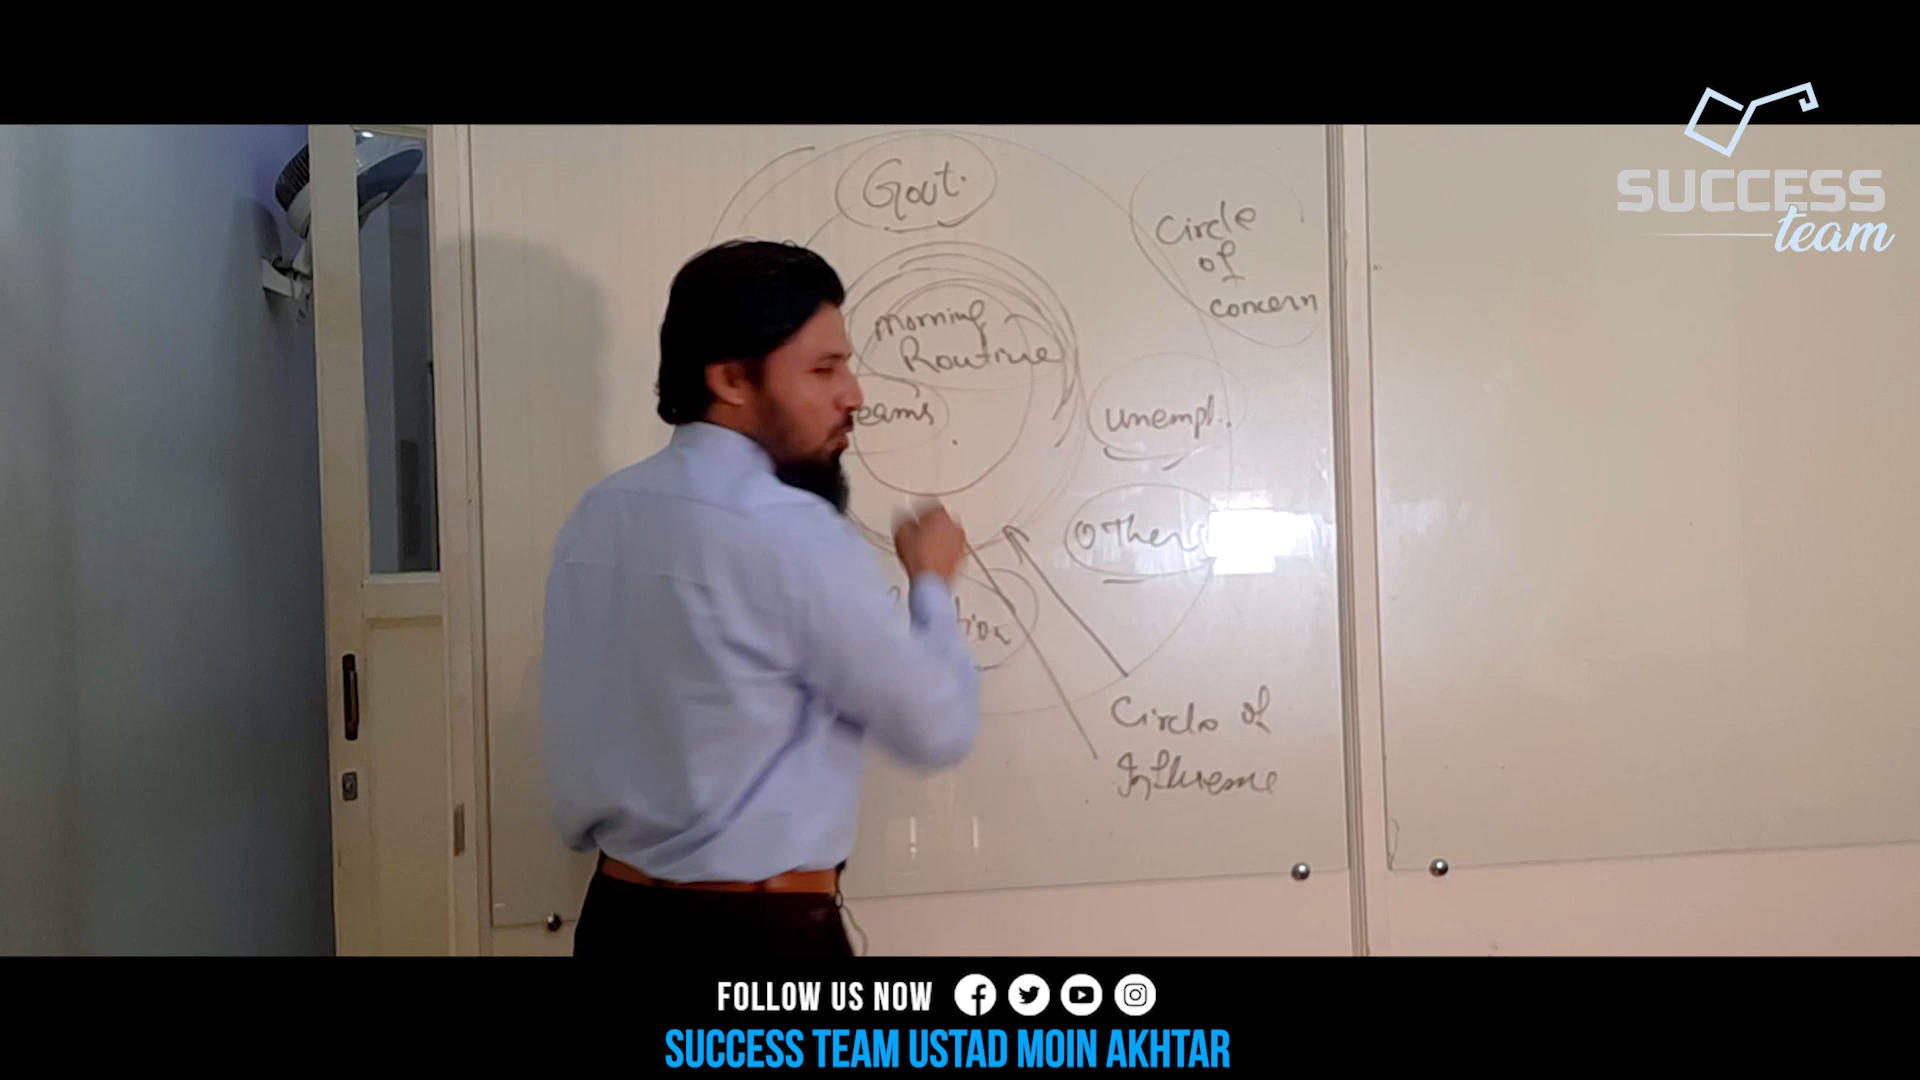 SUCCESS
team
Govt.
Circle
of
concern
Morning
Routine
unempl.
Circle of
Influence
FOLLOW US NOW
SUCCESS TEAM USTAD MOIN AKHTAR